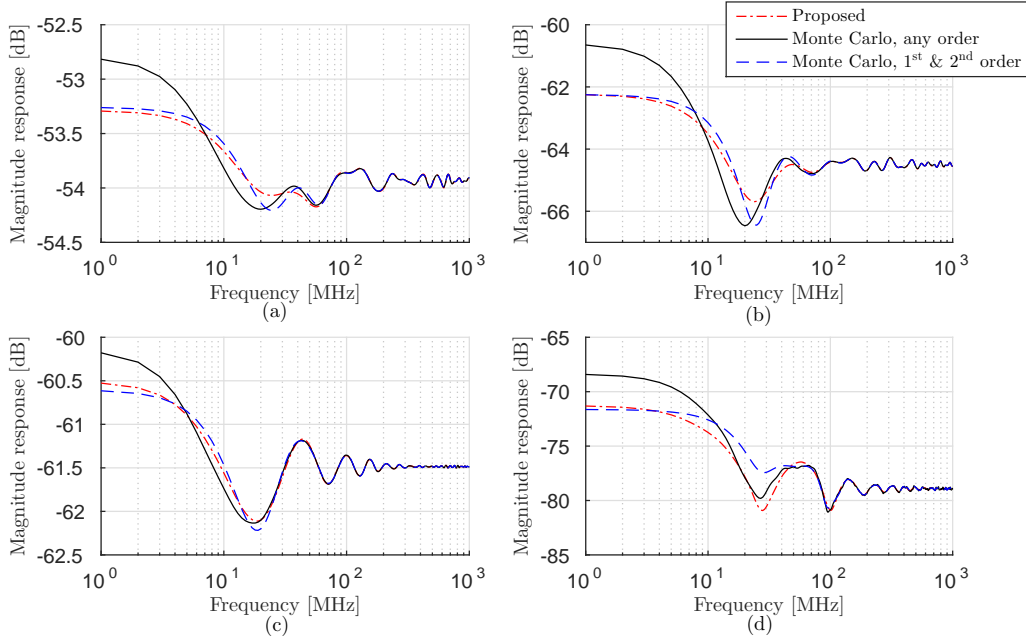 Proposed
Monte Carlo, any order
Monte Carlo, 1st & 2nd order
Magnitude response [dB]
-52.5
-53
-53.5
-54
-54.5
10^0
10^1
10^2
10^3
Frequency [MHz]
(a)
Magnitude response [dB]
-60
-62
-64
-66
10^0
10^1
10^2
10^3
Frequency [MHz]
(b)
Magnitude response [dB]
-60
-60.5
-61
-61.5
-62
-62.5
10^0
10^1
10^2
10^3
Frequency [MHz]
(c)
Magnitude response [dB]
-65
-70
-75
-80
-85
10^0
10^1
10^2
10^3
Frequency [MHz]
(d)